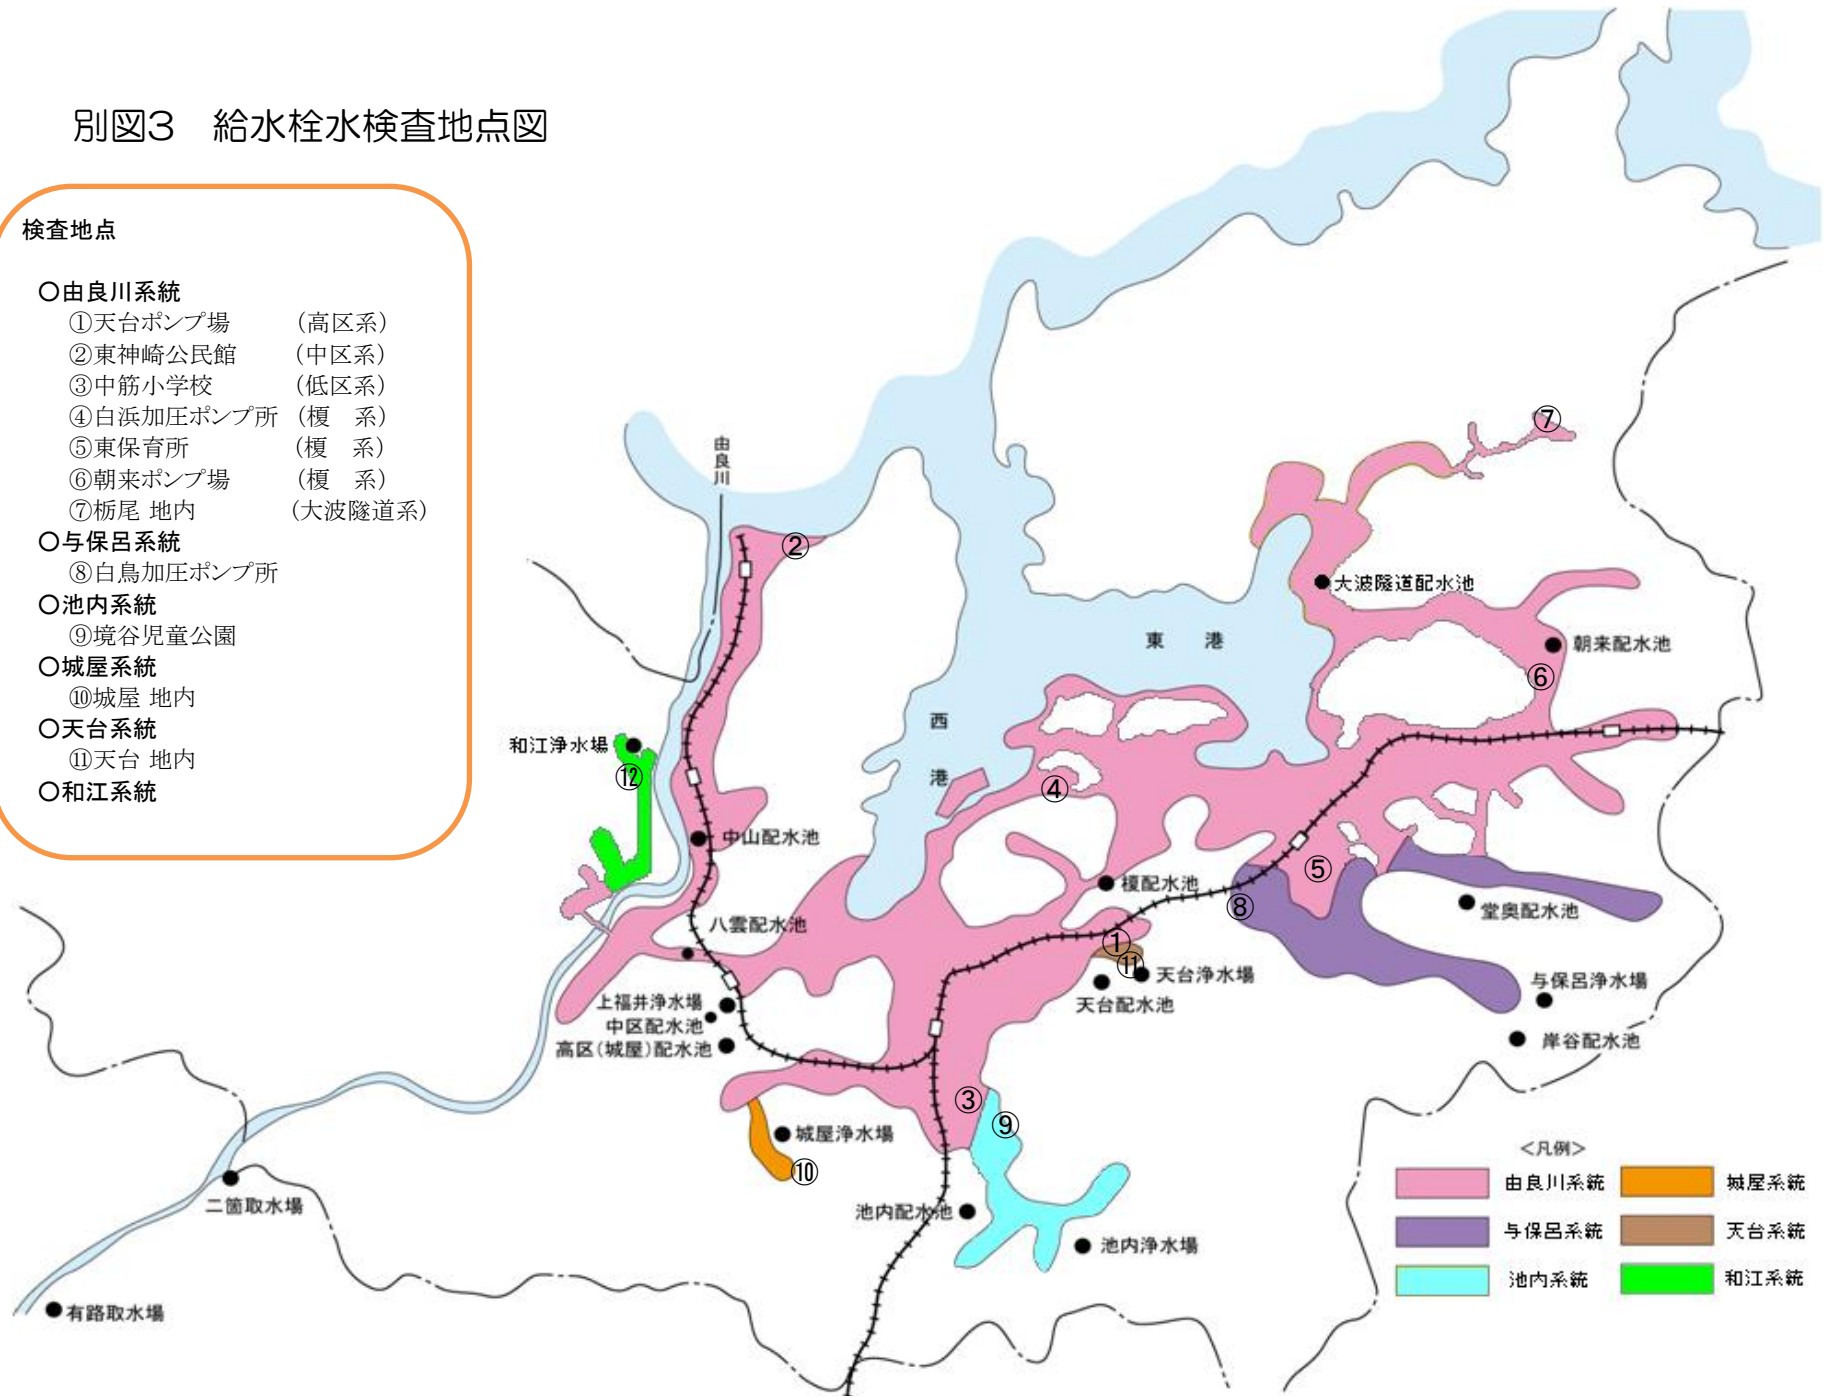 別図3　給水栓水検査地点図
検査地点
○由良川系統
①天台ポンプ場　（高区系）
②東神崎公民館　（中区系）
③中筋小学校　（低区系）
④白浜加圧ポンプ所（榎　系）
⑤東保育所　（榎　系）
⑥朝来ポンプ場　（榎　系）
⑦栃尾 地内　（大波隧道系）
○与保呂系統
⑧白鳥加圧ポンプ所
○池内系統
⑨境谷児童公園
○城屋系統
⑩城屋 地内
○天台系統
⑪天台 地内
○和江系統
由良川
⑦
②
大波隧道配水池
東　港
朝来配水池
⑥
西港
和江浄水場
⑫
④
中山配水池
⑤
榎配水池
⑧
堂奥配水池
八雲配水池
①
⑪
天台浄水場
天台配水池
与保呂浄水場
上福井浄水場
中区配水池
高区(城屋)配水池
岸谷配水池
③
⑨
城屋浄水場
⑩
二箇取水場
池内配水池
池内浄水場
有路取水場
<凡例>
由良川系統
城屋系統
与保呂系統
天台系統
池内系統
和江系統